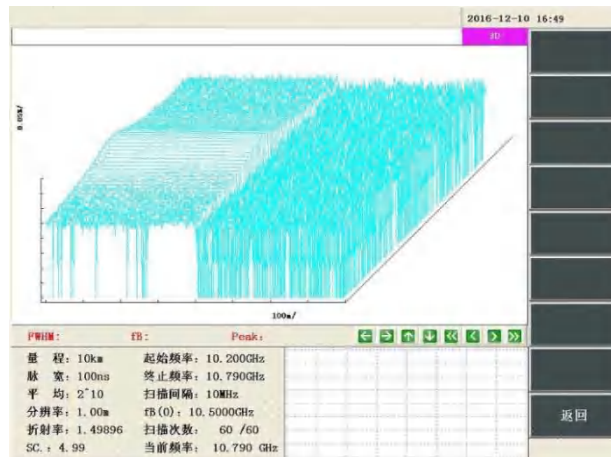 2016-12-10 16:49
3D
0.05%/
100m/
FWHM:
fB:
Peak:
量 程：10km
起始频率：10.200GHz
脉 宽：100ns
终止频率：10.790GHz
平 均：2^10
扫描间隔：10MHz
分辨率：1.00m
fB(0)：10.5000GHz
折射率：1.49896
扫描次数： 60 /60
SC.：4.99
当前频率： 10.790 GHz
返回